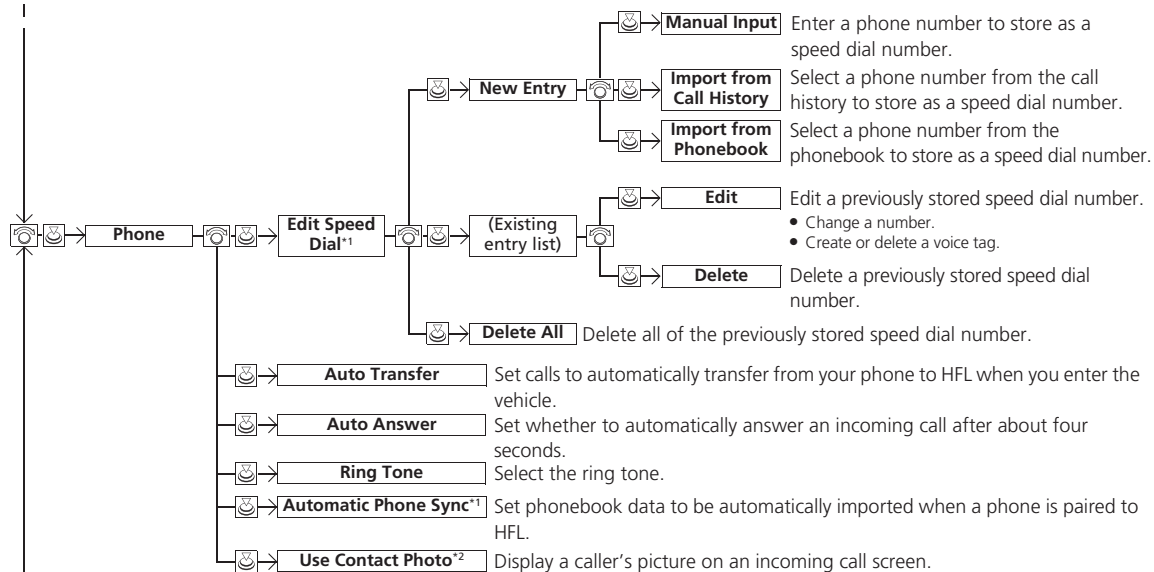 Manual Input
Enter a phone number to store as a
speed dial number.
New Entry
Import from
Call History
Select a phone number from the call
history to store as a speed dial number.
Import from
Phonebook
Select a phone number from the
phonebook to store as a speed dial number.
Phone
Edit Speed
Dial*1
(Existing
entry list)
Edit
Edit a previously stored speed dial number.
• Change a number.
• Create or delete a voice tag.
Delete
Delete a previously stored speed dial
number.
Delete All
Delete all of the previously stored speed dial number.
Auto Transfer
Set calls to automatically transfer from your phone to HFL when you enter the
vehicle.
Auto Answer
Set whether to automatically answer an incoming call after about four
seconds.
Ring Tone
Select the ring tone.
Automatic Phone Sync*1
Set phonebook data to be automatically imported when a phone is paired to
HFL.
Use Contact Photo*2
Display a caller's picture on an incoming call screen.